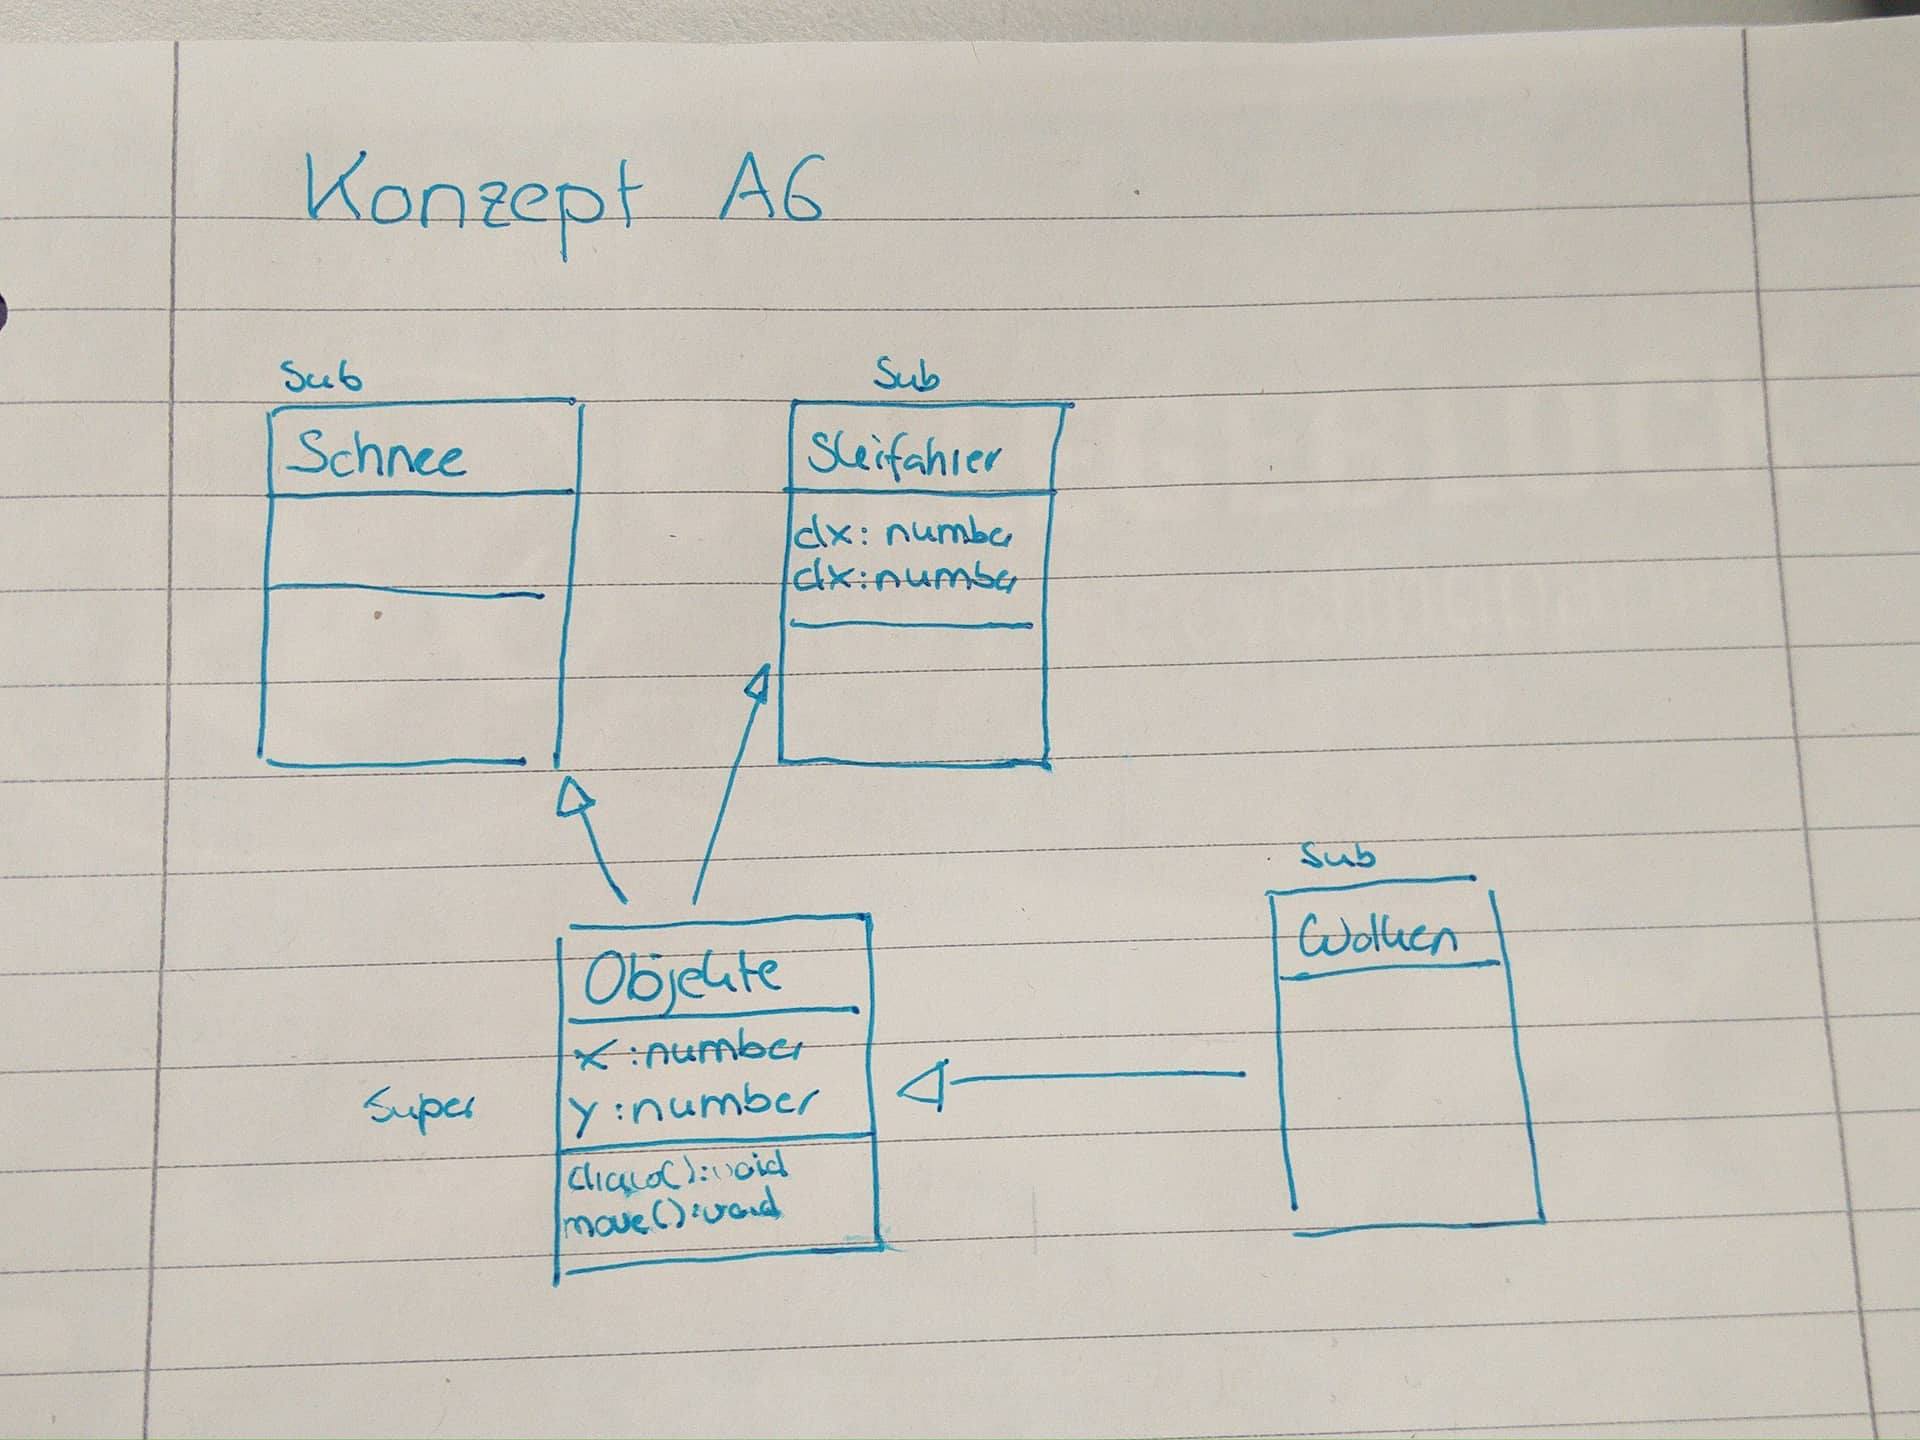 Konzept A6
Sub
Schnee
Sub
Skifahrer
dx: number
dx:number
Sub
Wolken
Super
Objekte
x :number
y :number
draw():void
move():void